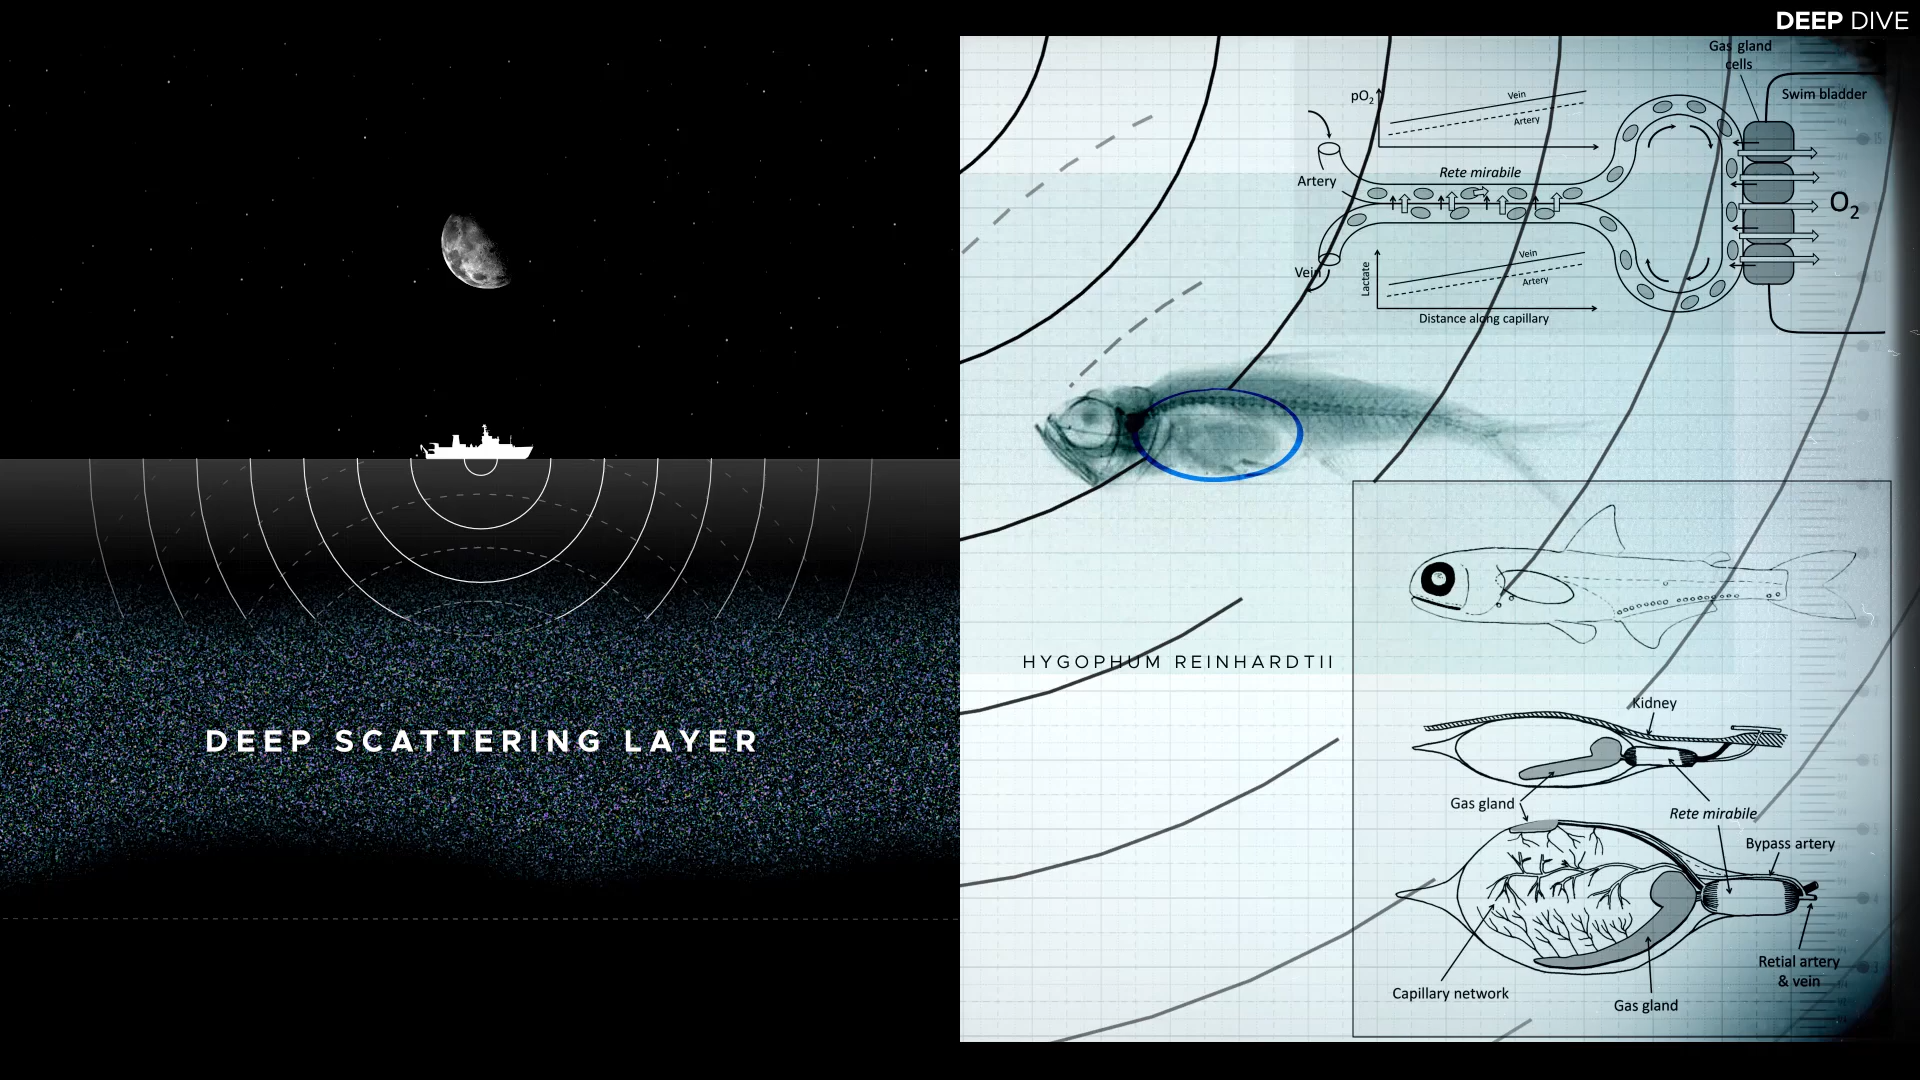 DEEP DIVE
DEEP SCATTERING LAYER
Gas gland
cells
Swim bladder
pO2
Vein
Artery
Rete mirabile
Artery
O2
Vein
Lactate
Vein
Artery
Distance along capillary
HYGOPHUM REINHARDTII
Kidney
Gas gland
Rete mirabile
Bypass artery
Retial artery
& vein
Capillary network
Gas gland